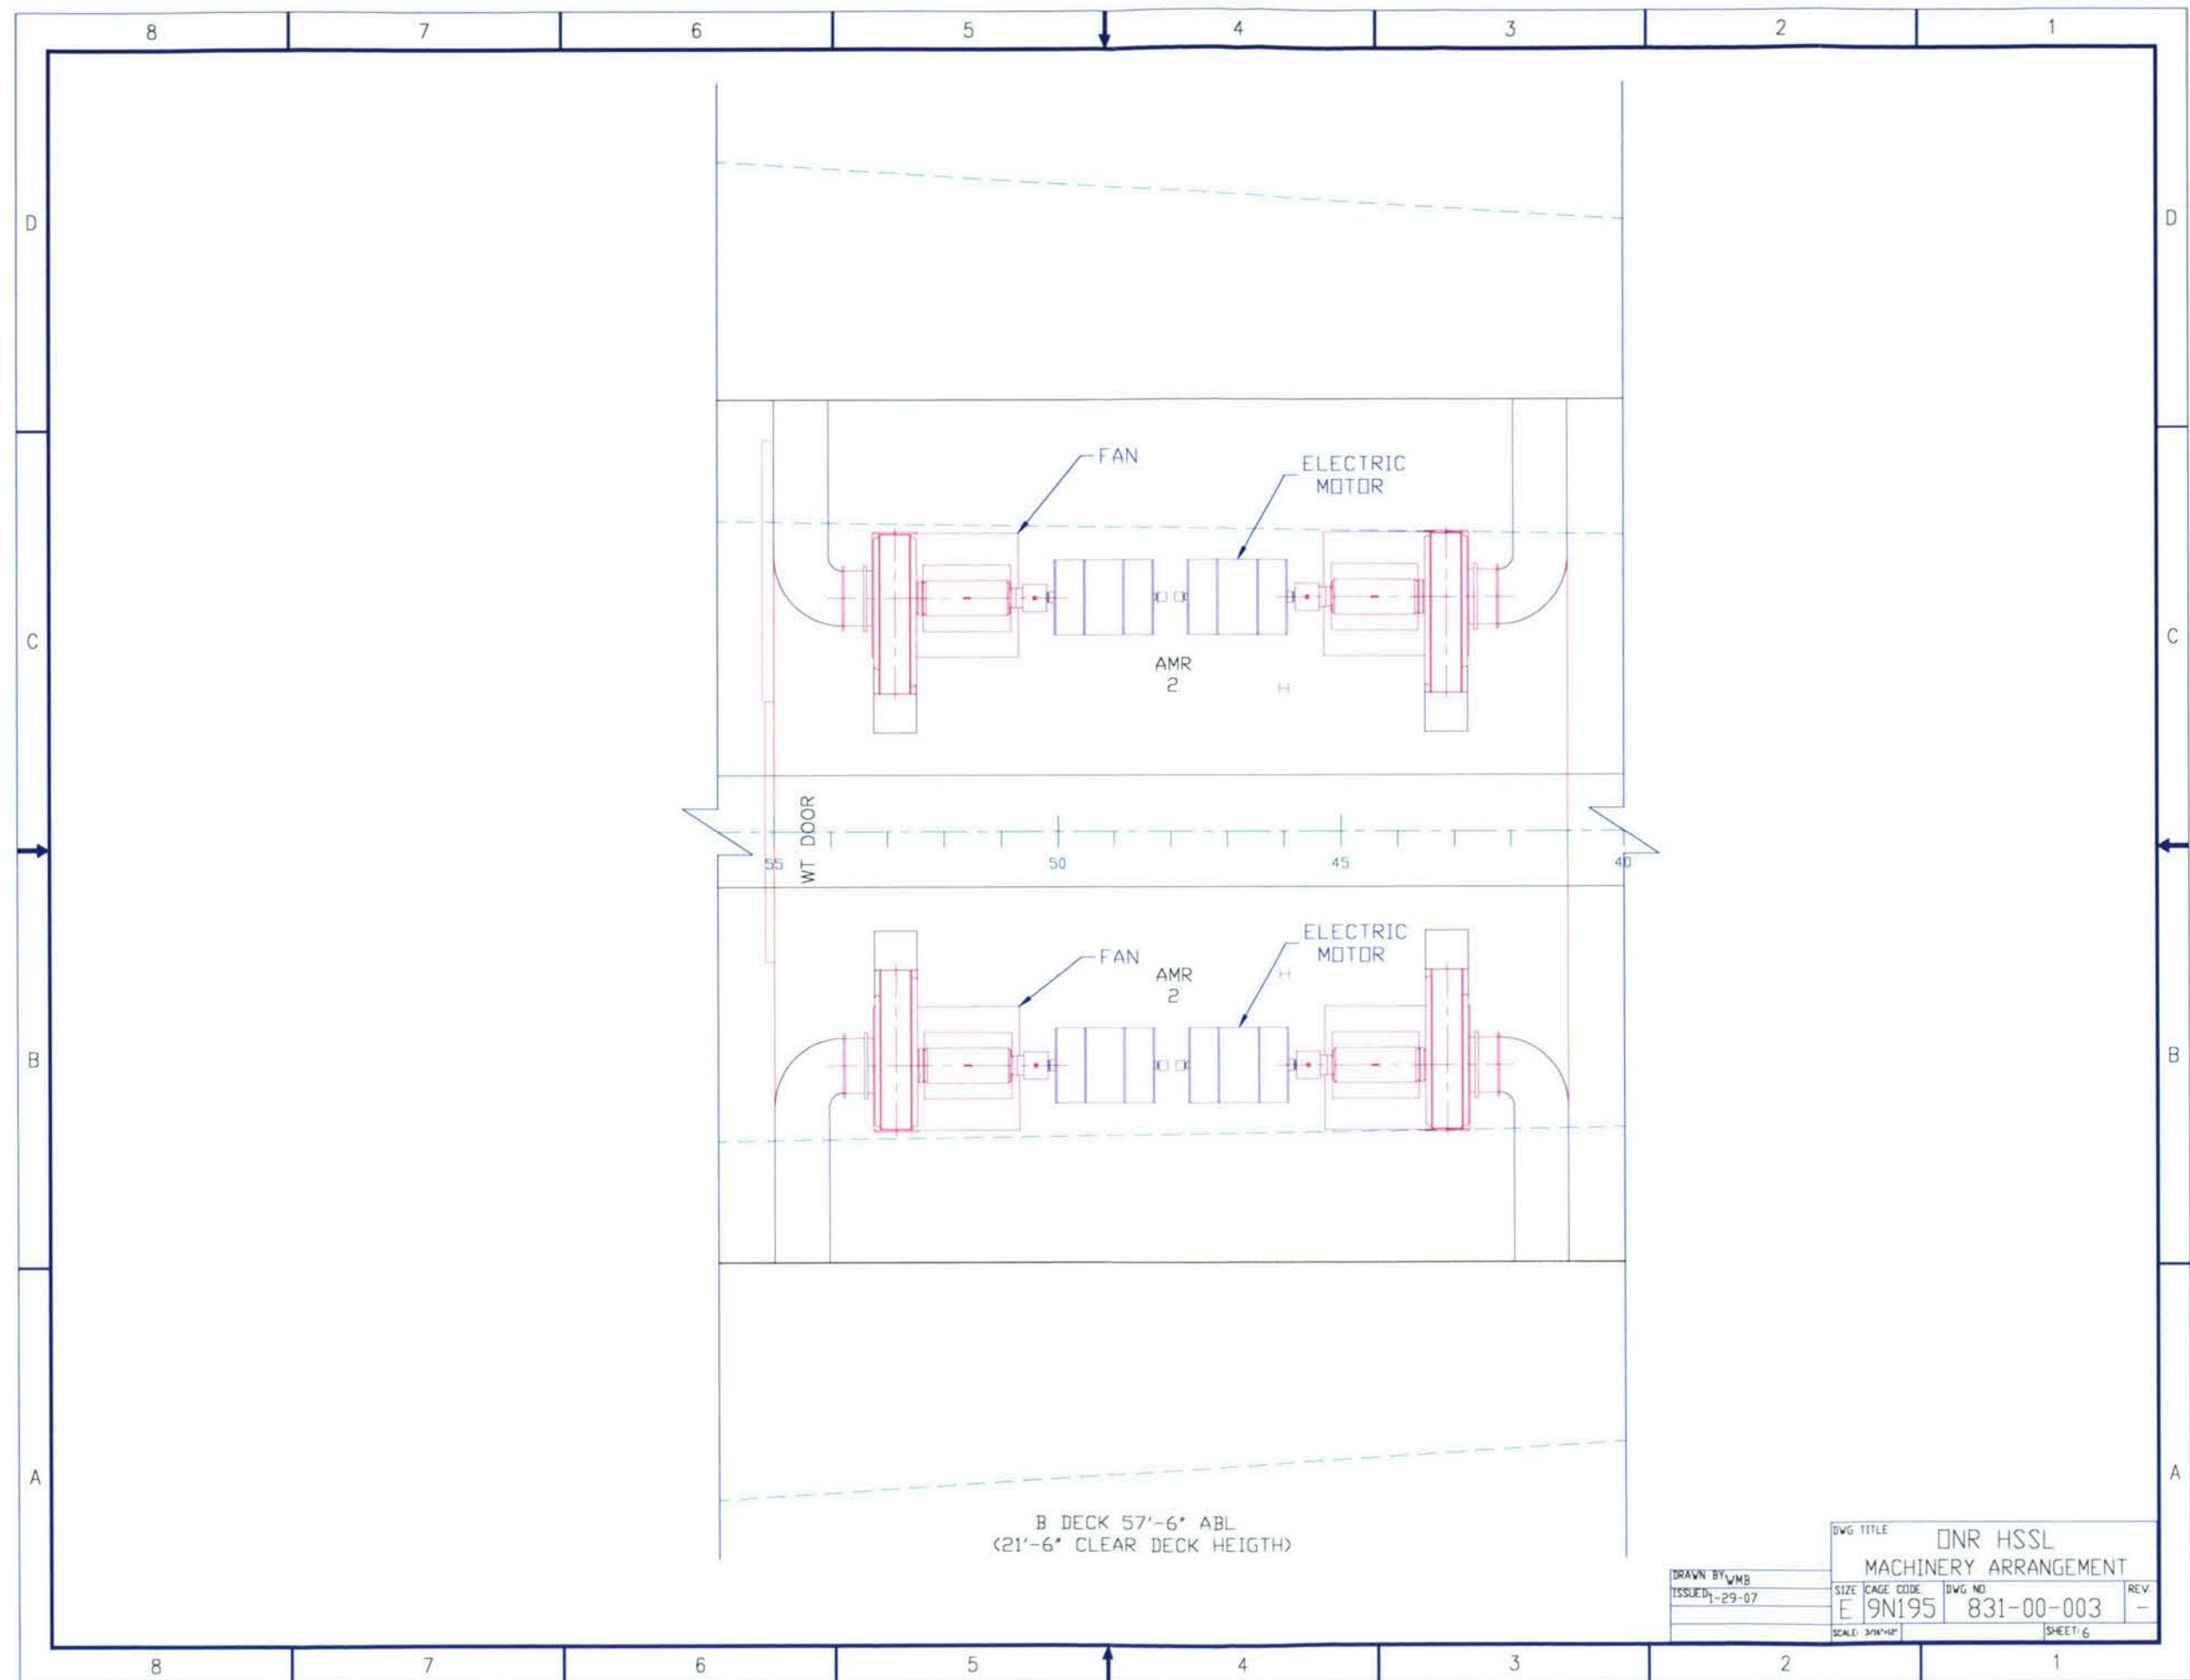 8 7 6 5 4 3 2 1
D D
FAN
ELECTRIC
MOTOR
C C
AMR
2
WT DOOR
55 50 45 40
ELECTRIC
MOTOR
FAN
AMR
2
B B
A A
B DECK 57'-6" ABL
(21'-6" CLEAR DECK HEIGTH)
DWG TITLE
ONR HSSL
MACHINERY ARRANGEMENT
DRAWN BY WMB
ISSUED 1-29-07
SIZE CAGE CODE DWG NO. REV.
E 9N195 831-00-003 -
SCALE: 3/16"=12" SHEET: 6
8 7 6 5 4 3 2 1